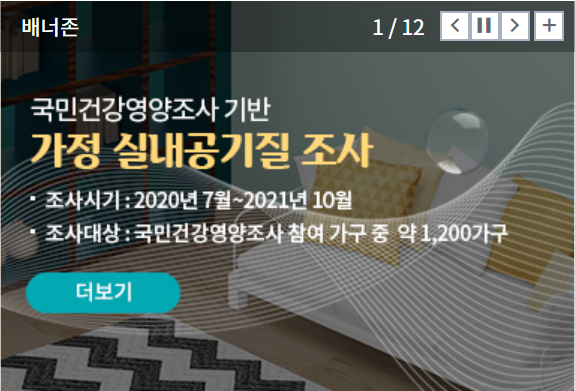 배너존
1 / 12
국민건강영양조사 기반
가정 실내공기질 조사
· 조사시기 : 2020년 7월~2021년 10월
· 조사대상 : 국민건강영양조사 참여 가구 중 약 1,200가구
더보기